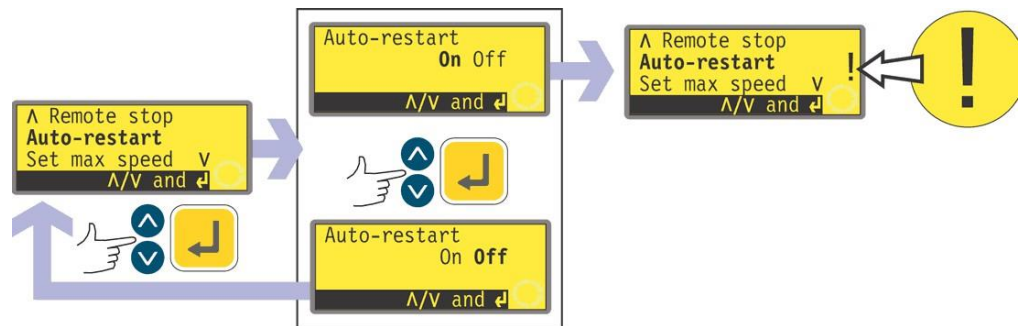 Λ Remote stop
Auto-restart
Set max speed V
Λ/V and ↲
Auto-restart
On Off
Λ/V and ↲
Auto-restart
On Off
Λ/V and ↲
Λ Remote stop
Auto-restart !
Set max speed V
Λ/V and ↲
!